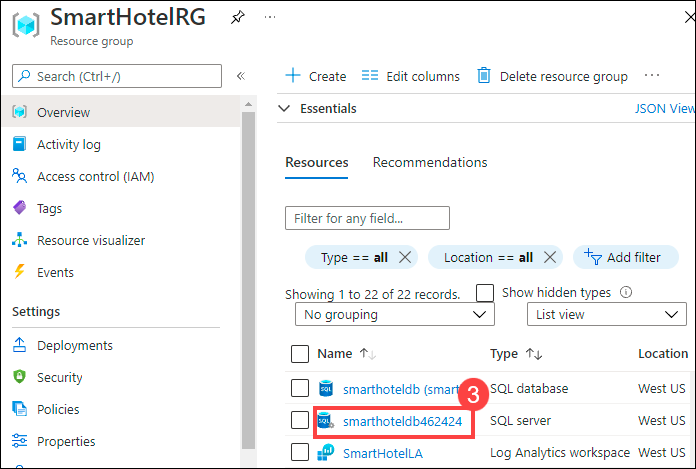 SmartHotelRG
Resource group
Search (Ctrl+/)
Overview
Activity log
Access control (IAM)
Tags
Resource visualizer
Events
Settings
Deployments
Security
Policies
Properties
Create Edit columns Delete resource group
Essentials JSON View
Resources Recommendations
Filter for any field...
Type == all Location == all Add filter
Showing 1 to 22 of 22 records. Show hidden types
No grouping List view
Name Type Location
smarthoteldb (smart SQL database West US
3
smarthoteldb462424 SQL server West US
SmartHotelLA Log Analytics workspace West US